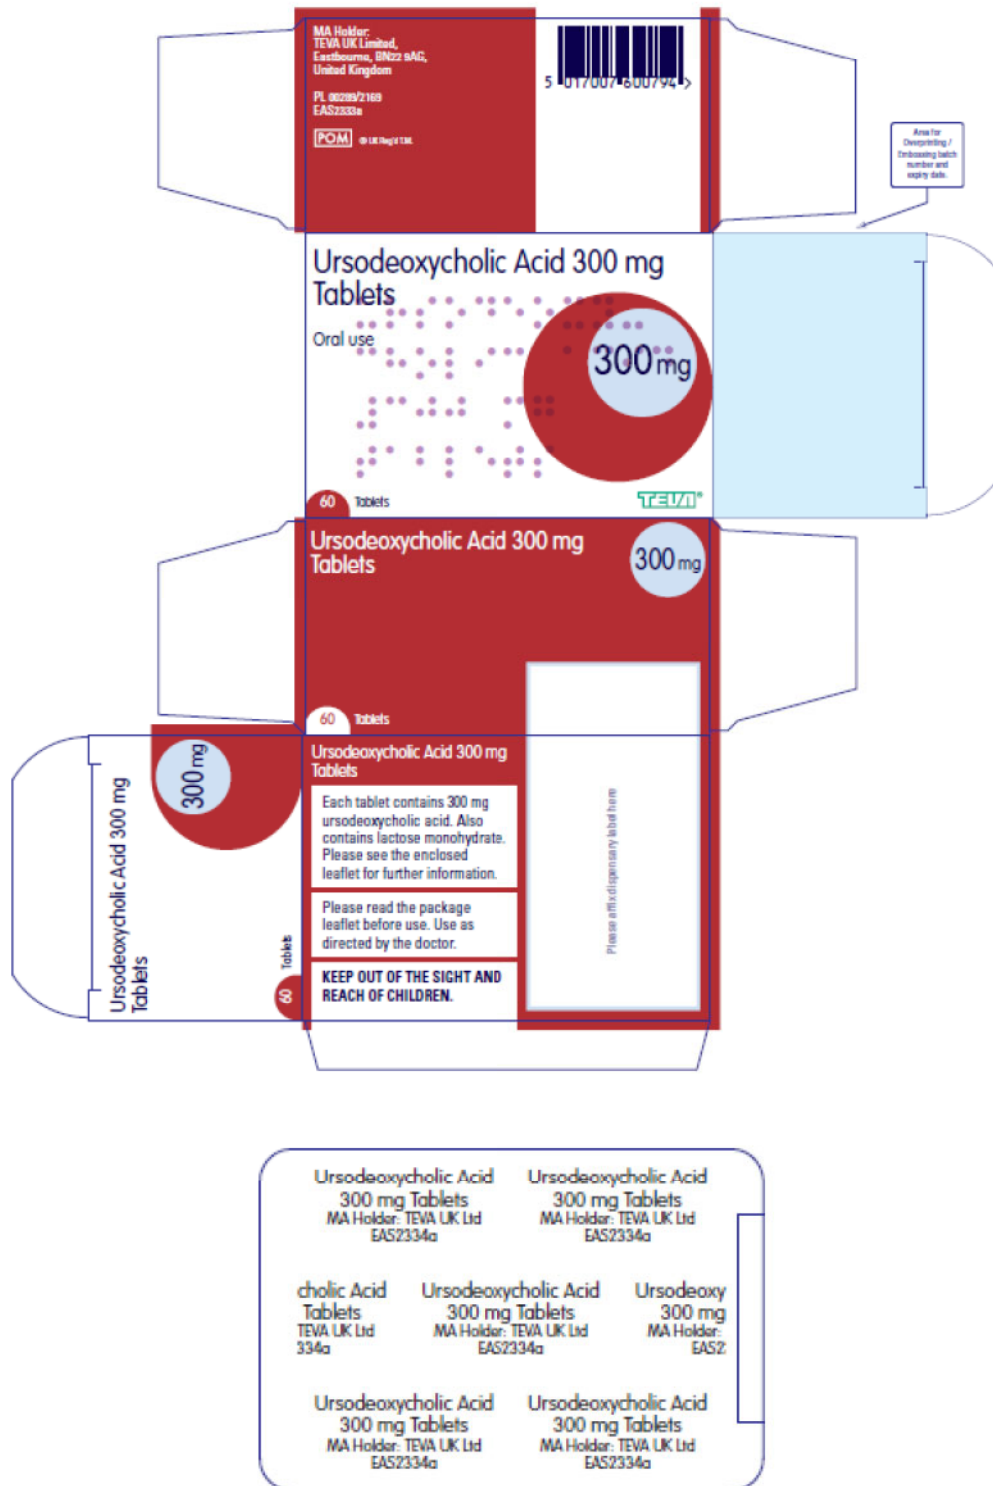 MA Holder:
TEVA UK Limited,
Eastbourne, BN22 9AG,
United Kingdom
PL 00289/2169
EAS2333a
POM ® UK Reg'd T.M.
5 017007 600794 >
Area for
Overprinting /
Embossing batch
number and
expiry date.
Ursodeoxycholic Acid 300 mg
Tablets
Oral use
300 mg
60 Tablets
TEVA®
Ursodeoxycholic Acid 300 mg
Tablets
300 mg
60 Tablets
300 mg
Ursodeoxycholic Acid 300 mg
Tablets
60 Tablets
Ursodeoxycholic Acid 300 mg
Tablets
Each tablet contains 300 mg
ursodeoxycholic acid. Also
contains lactose monohydrate.
Please see the enclosed
leaflet for further information.
Please read the package
leaflet before use. Use as
directed by the doctor.
KEEP OUT OF THE SIGHT AND
REACH OF CHILDREN.
Please affix dispensary label here
Ursodeoxycholic Acid
300 mg Tablets
MA Holder: TEVA UK Ltd
EAS2334a
Ursodeoxycholic Acid
300 mg Tablets
MA Holder: TEVA UK Ltd
EAS2334a
cholic Acid
Tablets
TEVA UK Ltd
334a
Ursodeoxycholic Acid
300 mg Tablets
MA Holder: TEVA UK Ltd
EAS2334a
Ursodeoxy
300 mg
MA Holder:
EAS2
Ursodeoxycholic Acid
300 mg Tablets
MA Holder: TEVA UK Ltd
EAS2334a
Ursodeoxycholic Acid
300 mg Tablets
MA Holder: TEVA UK Ltd
EAS2334a